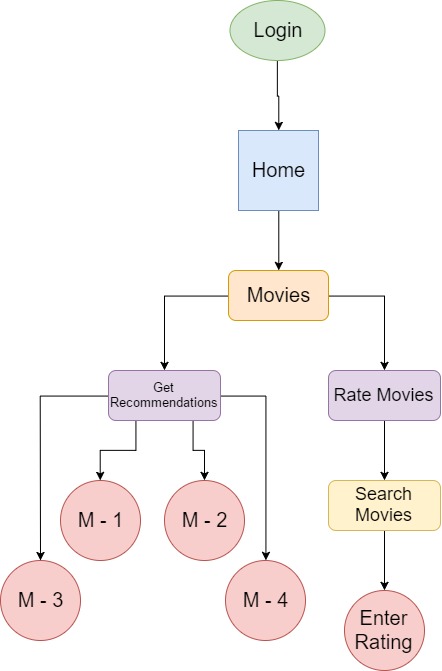 Login
Home
Movies
Get
Recommendations
Rate Movies
Search
Movies
M - 1
M - 2
M - 3
M - 4
Enter
Rating